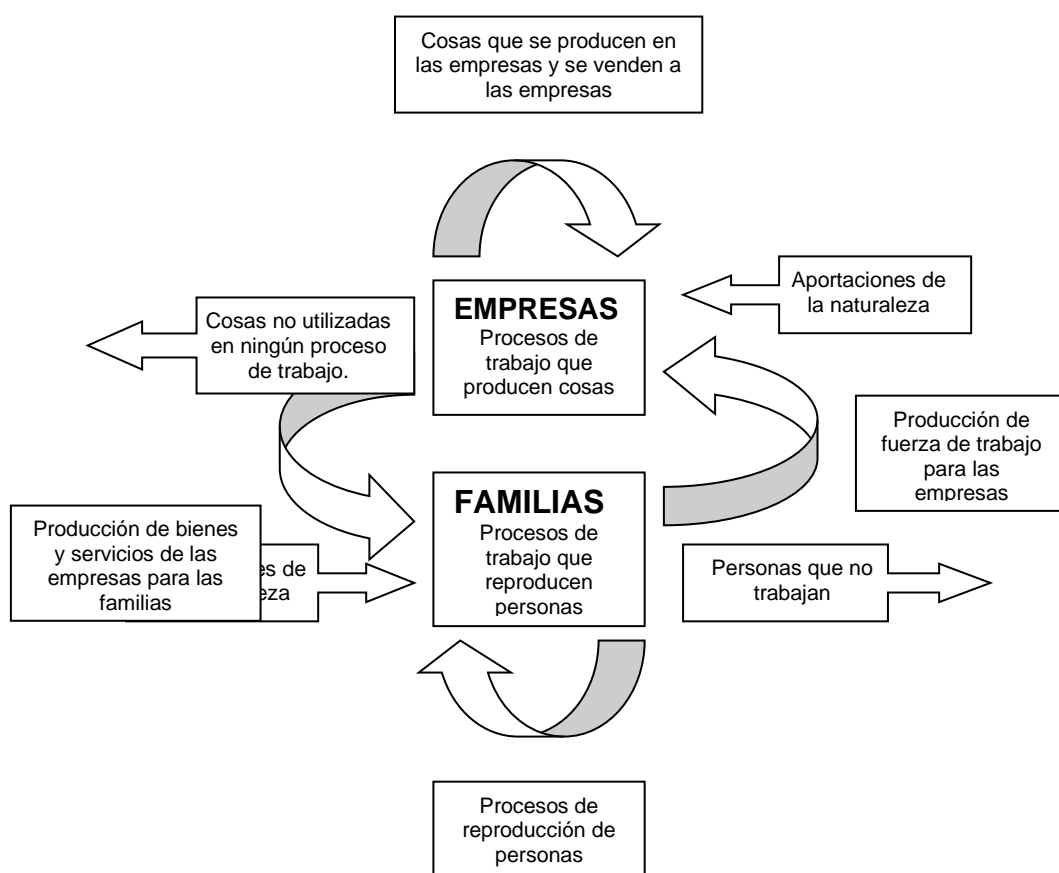 Cosas que se producen en
las empresas y se venden a
las empresas
EMPRESAS
Procesos de
trabajo que
producen cosas
Aportaciones de
la naturaleza
Cosas no utilizadas
en ningún proceso
de trabajo.
Producción de
fuerza de trabajo
para las
empresas
FAMILIAS
Procesos de
trabajo que
reproducen
personas
Producción de bienes
y servicios de las
empresas para las
familias
de
Personas que no
trabajan
Procesos de
reproducción de
personas